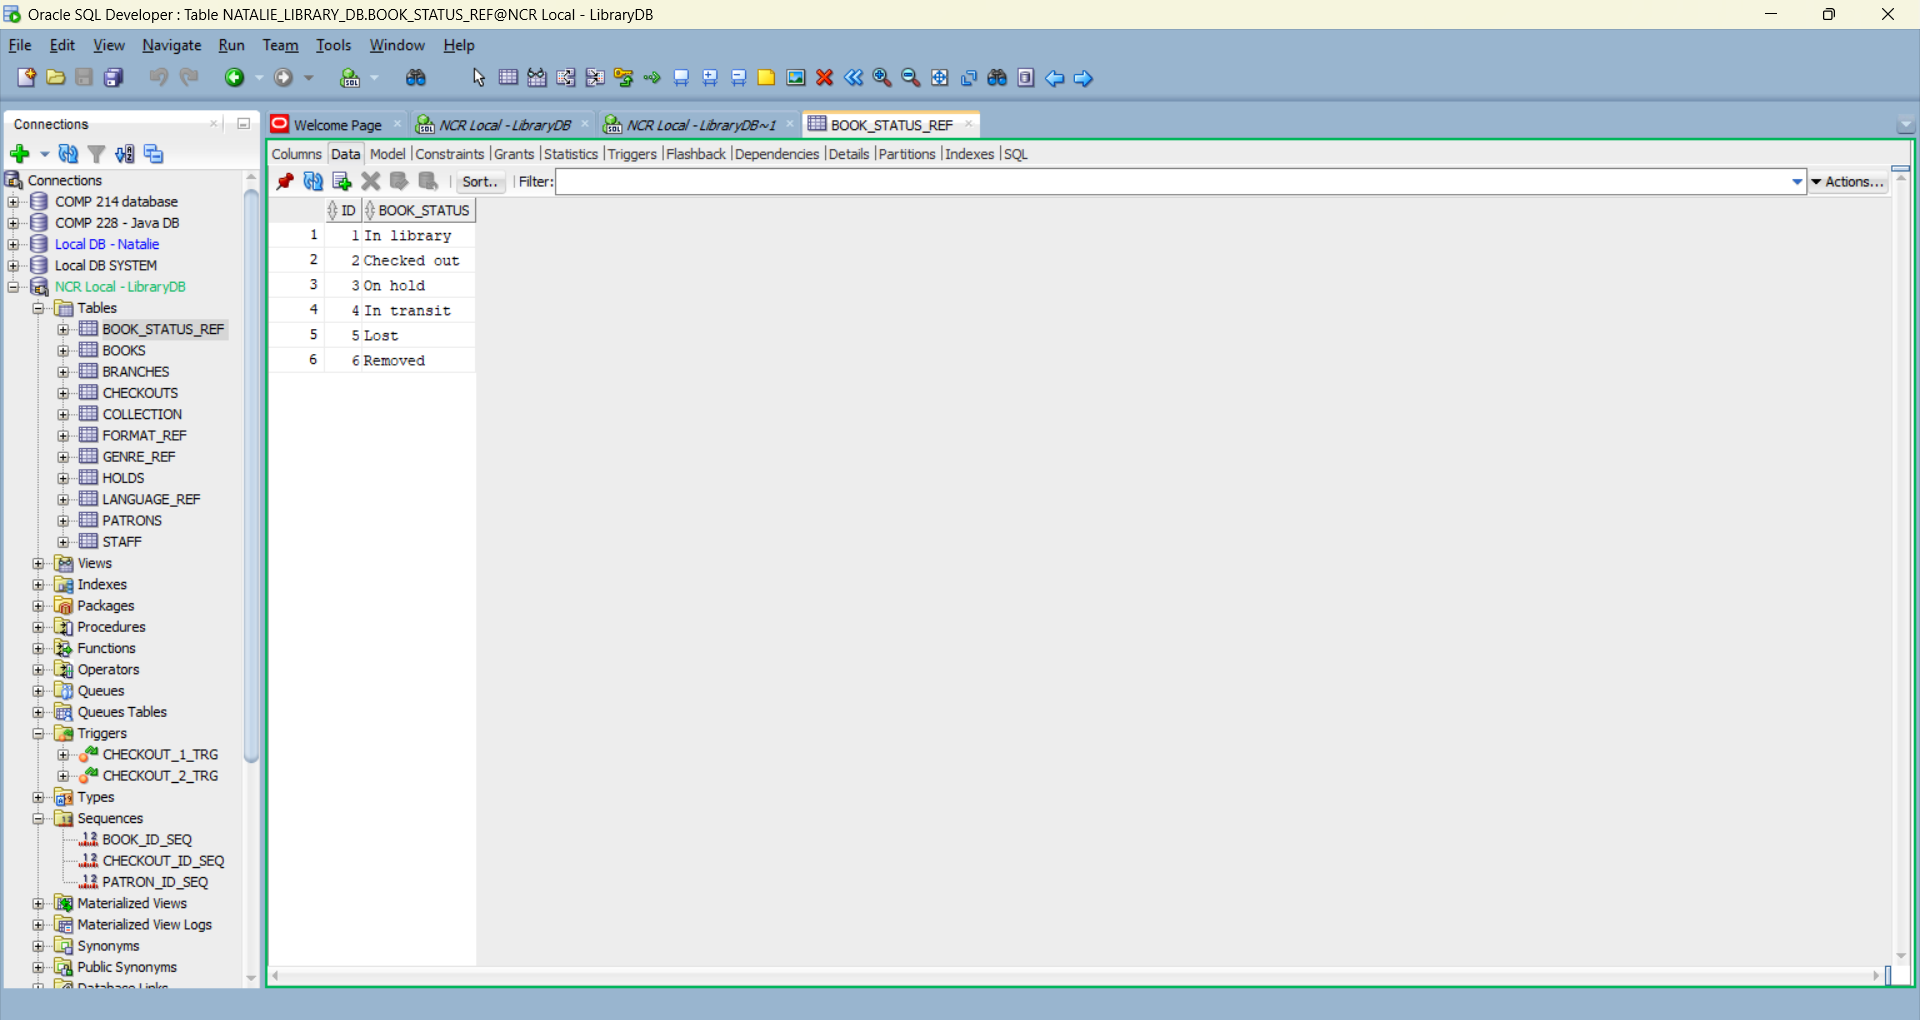 Oracle SQL Developer : Table NATALIE_LIBRARY_DB.BOOK_STATUS_REF@NCR Local - LibraryDB
File Edit View Navigate Run Team Tools Window Help
Connections
Welcome Page
NCR Local - LibraryDB
NCR Local - LibraryDB~1
BOOK_STATUS_REF
Columns Data Model Constraints Grants Statistics Triggers Flashback Dependencies Details Partitions Indexes SQL
Sort.. Filter: Actions...
Connections
COMP 214 database
COMP 228 - Java DB
Local DB - Natalie
Local DB SYSTEM
NCR Local - LibraryDB
Tables
BOOK_STATUS_REF
BOOKS
BRANCHES
CHECKOUTS
COLLECTION
FORMAT_REF
GENRE_REF
HOLDS
LANGUAGE_REF
PATRONS
STAFF
Views
Indexes
Packages
Procedures
Functions
Operators
Queues
Queues Tables
Triggers
CHECKOUT_1_TRG
CHECKOUT_2_TRG
Types
Sequences
BOOK_ID_SEQ
CHECKOUT_ID_SEQ
PATRON_ID_SEQ
Materialized Views
Materialized View Logs
Synonyms
Public Synonyms
Database Links
ID BOOK_STATUS
1 1 In library
2 2 Checked out
3 3 On hold
4 4 In transit
5 5 Lost
6 6 Removed